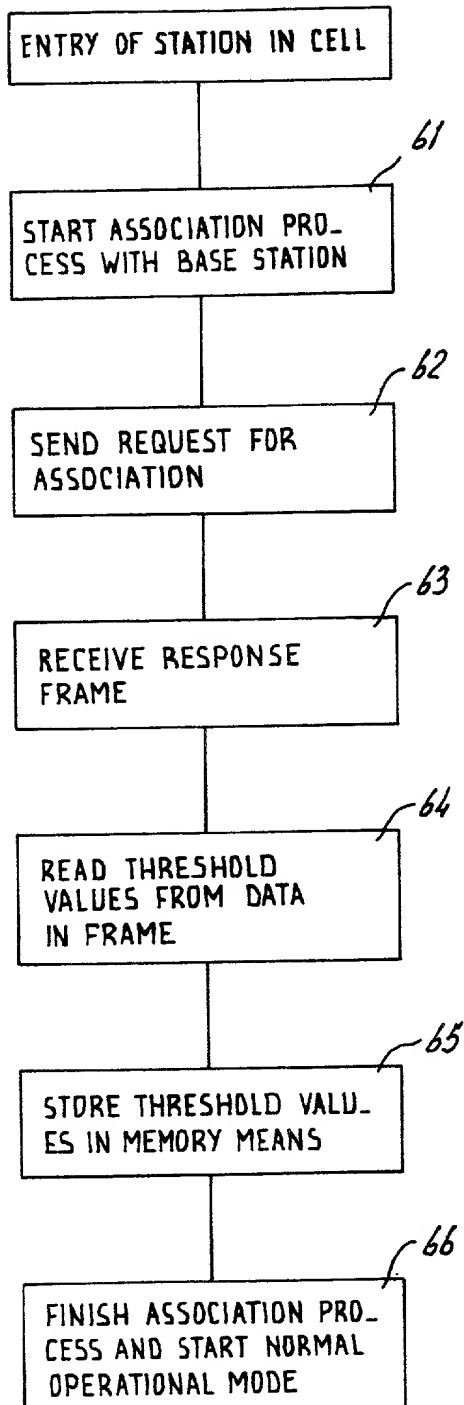 ENTRY OF STATION IN CELL
61
START ASSOCIATION PRO_
CESS WITH BASE STATION
62
SEND REQUEST FOR
ASSOCIATION
63
RECEIVE RESPONSE
FRAME
64
READ THRESHOLD
VALUES FROM DATA
IN FRAME
65
STORE THRESHOLD VALU_
ES IN MEMORY MEANS
66
FINISH ASSOCIATION PRO_
CESS AND START NORMAL
OPERATIONAL MODE